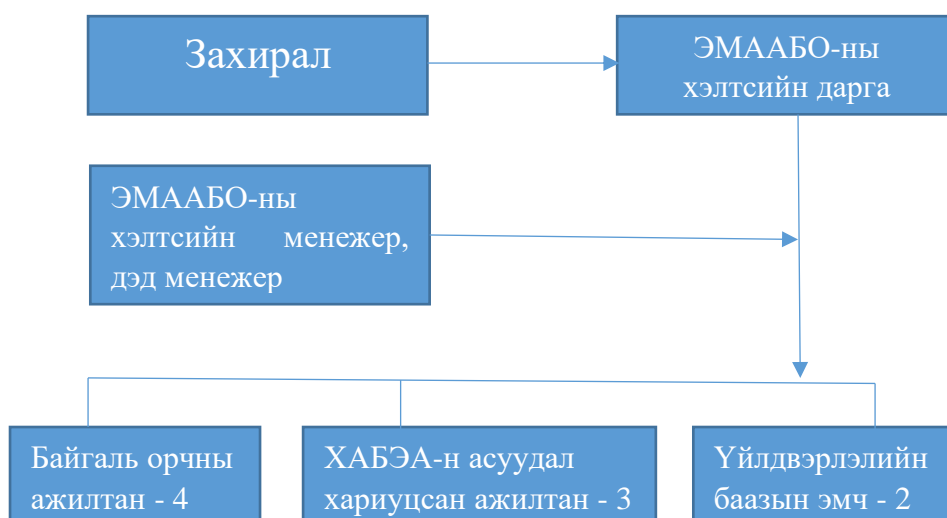 Захирал
ЭМААБО-ны
хэлтсийн дарга
ЭМААБО-ны
хэлтсийн менежер,
дэд менежер
Байгаль орчны
ажилтан - 4
ХАБЭА-н асуудал
хариуцсан ажилтан - 3
Үйлдвэрлэлийн
баазын эмч - 2